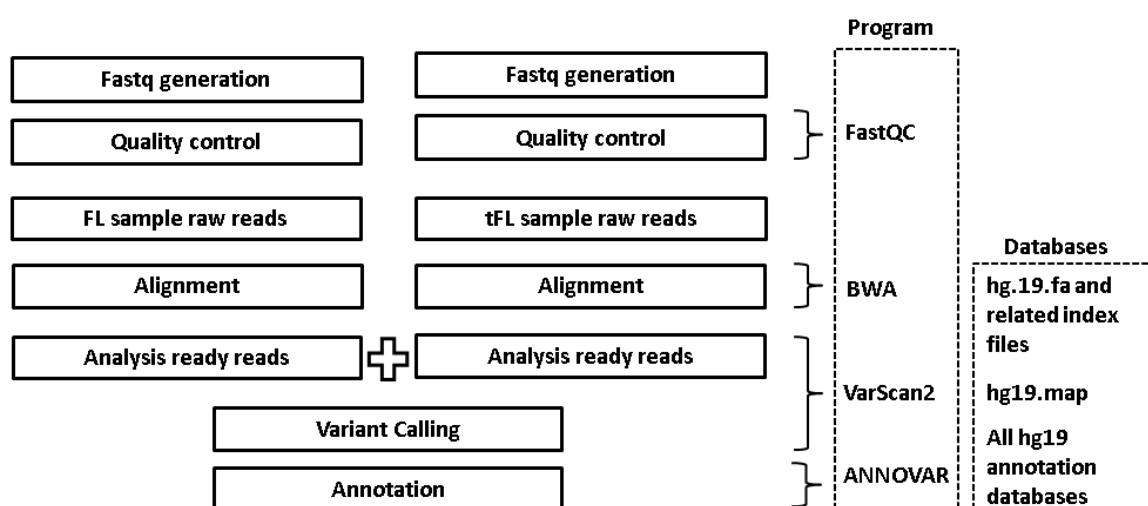 Program
Fastq generation
Fastq generation
Quality control
Quality control
FastQC
FL sample raw reads
tFL sample raw reads
Databases
Alignment
Alignment
BWA
hg.19.fa and
related index
files
Analysis ready reads
Analysis ready reads
VarScan2
hg19.map
Variant Calling
All hg19
annotation
databases
Annotation
ANNOVAR